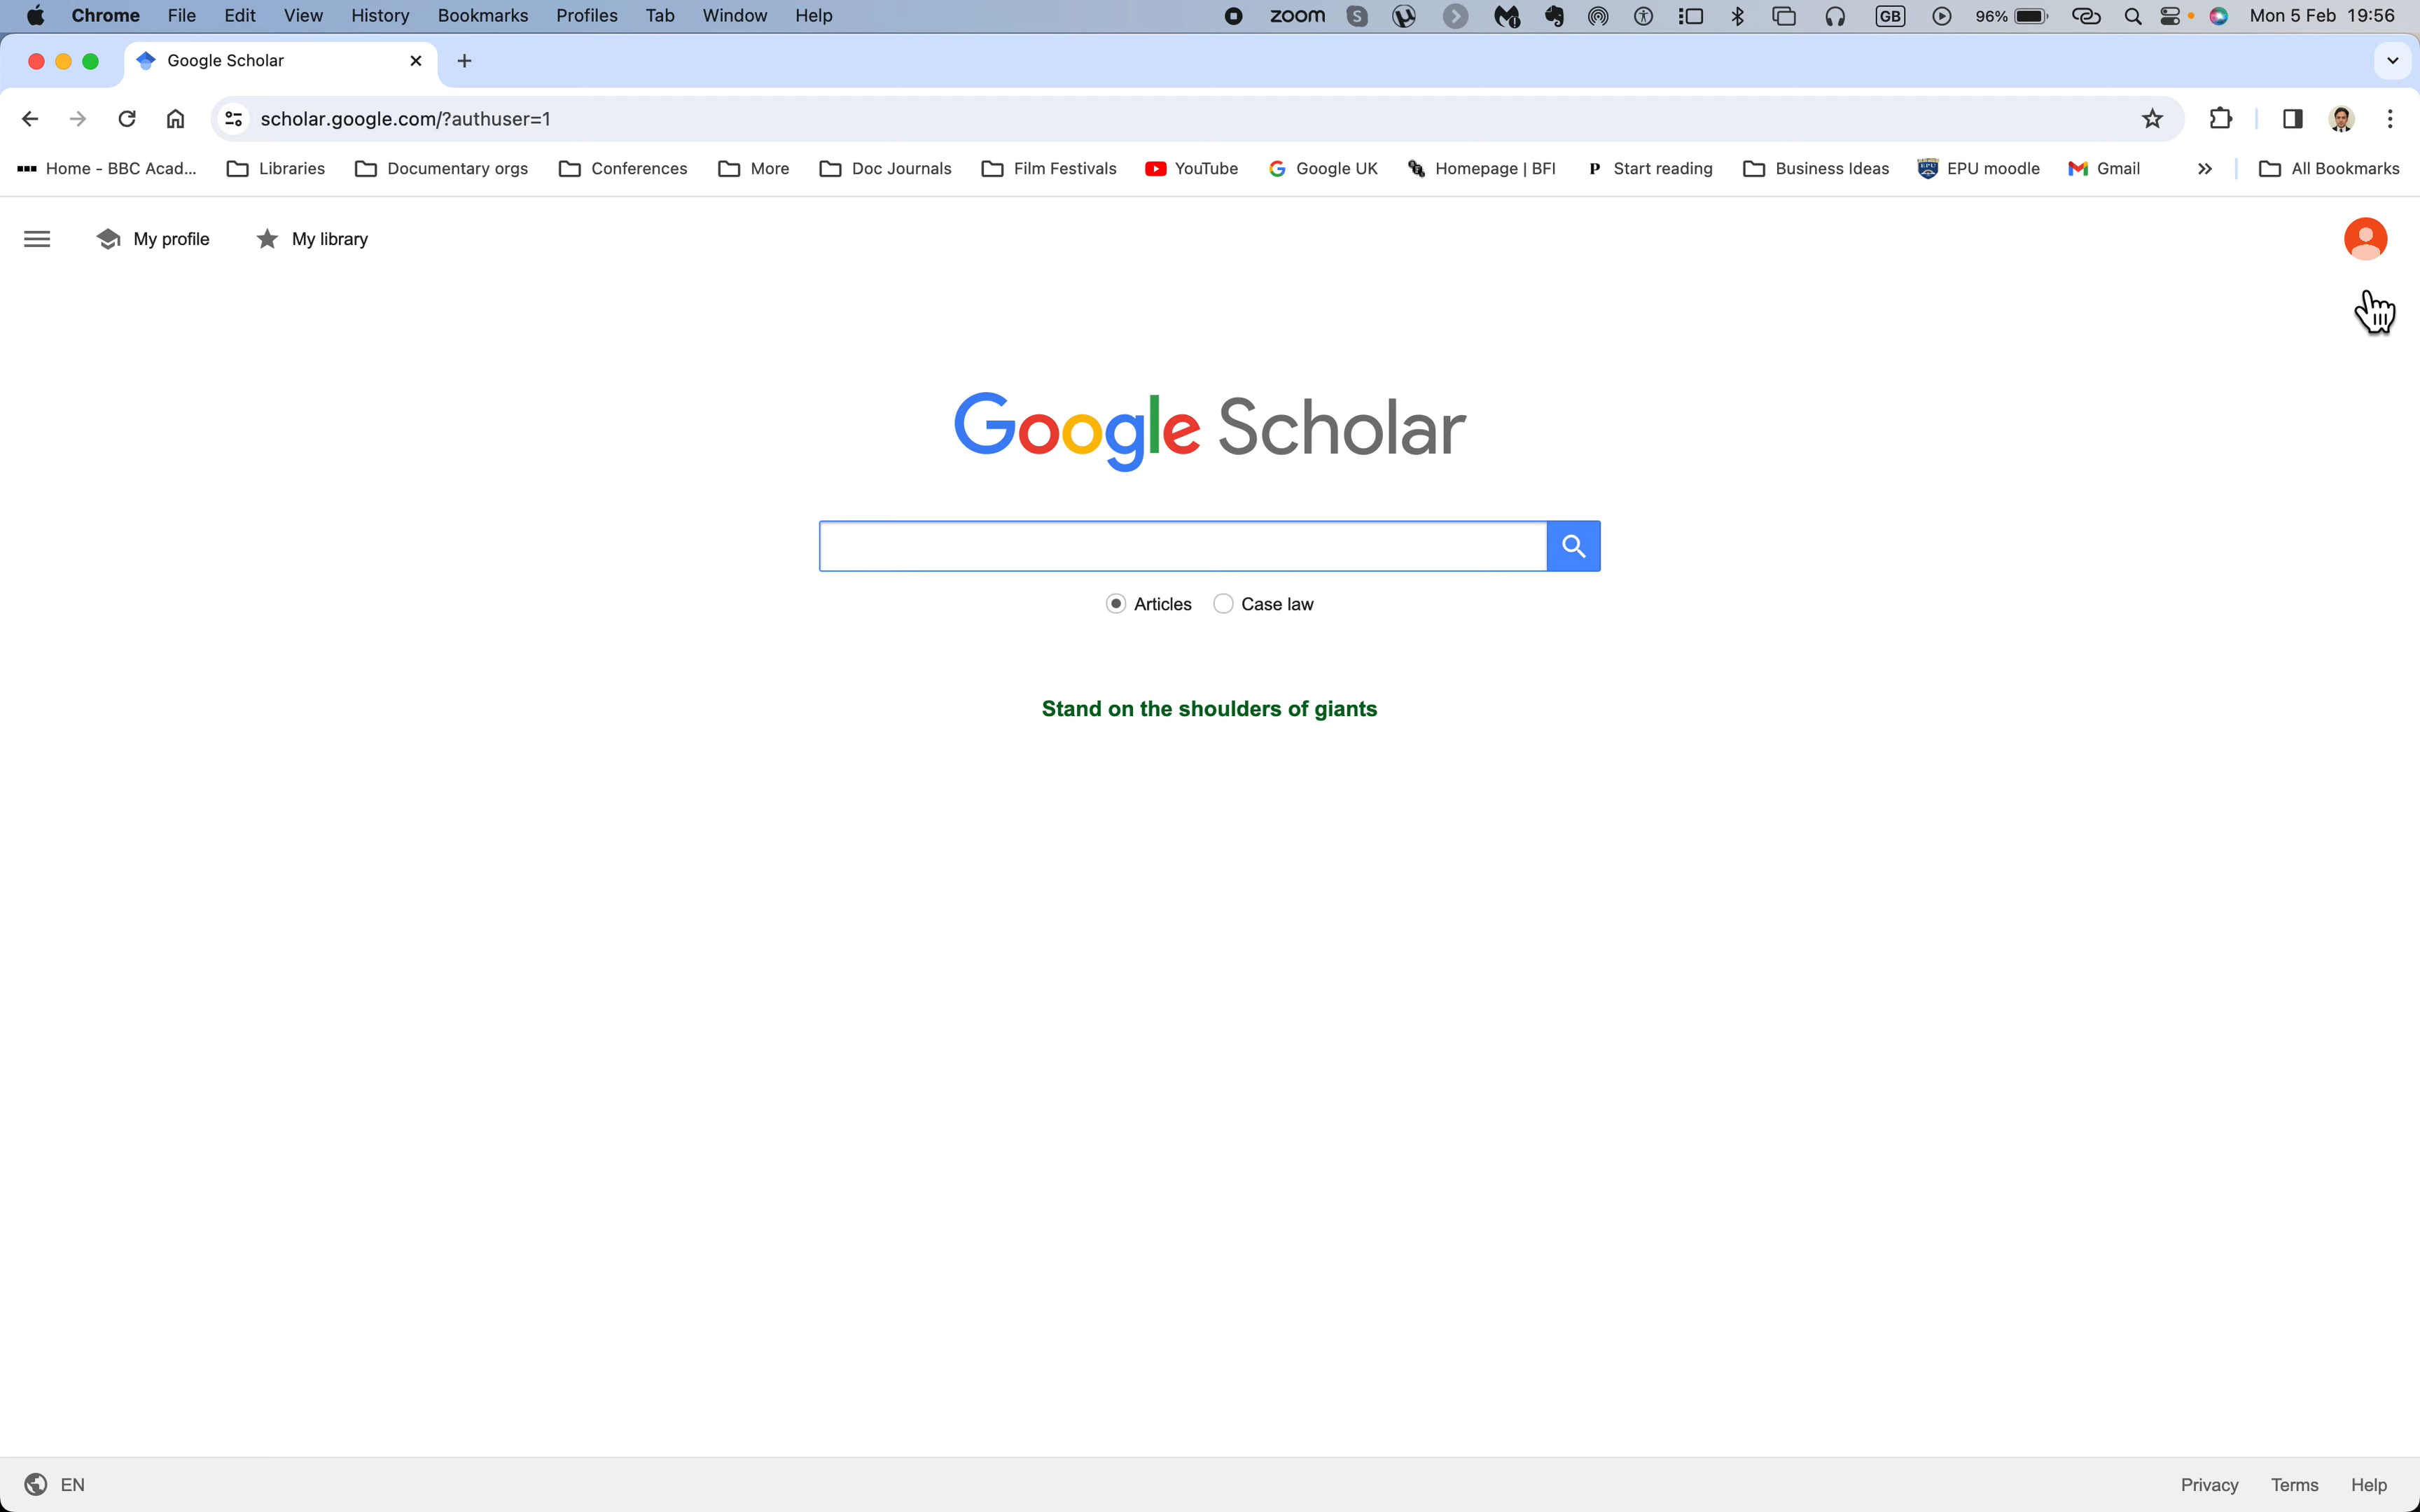 Chrome File Edit View History Bookmarks Profiles Tab Window Help zoom S GB 96% Mon 5 Feb 19:56
Google Scholar
scholar.google.com/?authuser=1
Home - BBC Acad... Libraries Documentary orgs Conferences More Doc Journals Film Festivals YouTube Google UK Homepage | BFI P Start reading Business Ideas EPU EPU moodle Gmail All Bookmarks
My profile My library
Google Scholar
Articles Case law
Stand on the shoulders of giants
EN Privacy Terms Help